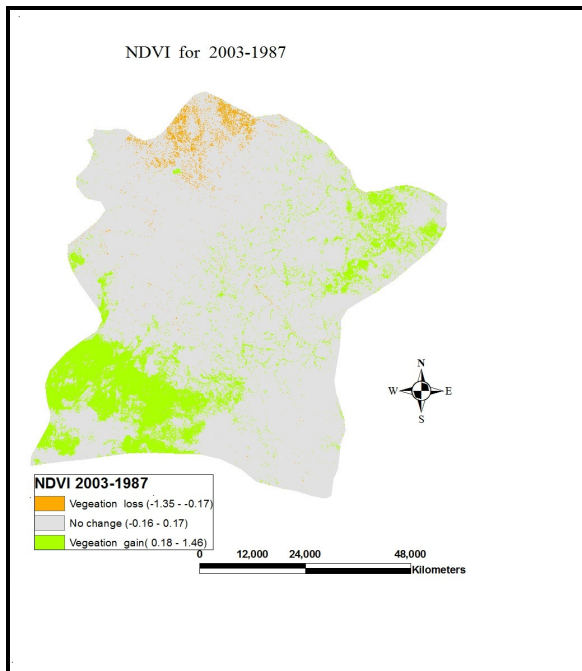 NDVI for 2003-1987
N
W E
S
NDVI 2003-1987
Vegeation loss (-1.35 - -0.17)
No change (-0.16 - 0.17)
Vegeation gain( 0.18 - 1.46)
0 12,000 24,000 48,000
Kilometers